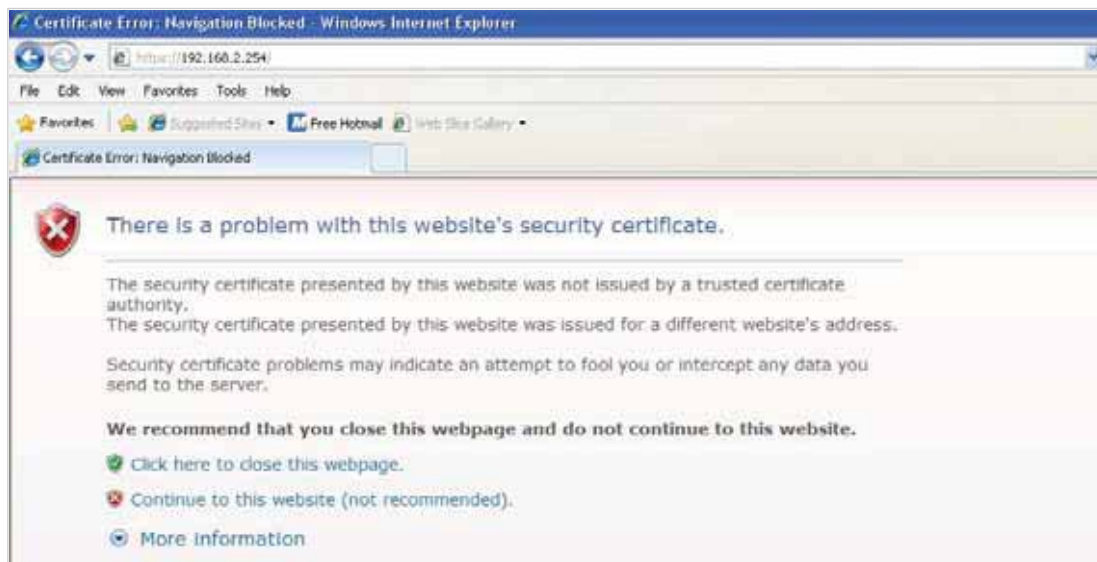 Certificate Error: Navigation Blocked - Windows Internet Explorer
https://192.168.2.254/
File Edit View Favorites Tools Help
Favorites Suggested Sites Free Hotmail Web Slice Gallery
Certificate Error: Navigation Blocked
There is a problem with this website's security certificate.
The security certificate presented by this website was not issued by a trusted certificate
authority.
The security certificate presented by this website was issued for a different website's address.
Security certificate problems may indicate an attempt to fool you or intercept any data you
send to the server.
We recommend that you close this webpage and do not continue to this website.
Click here to close this webpage.
Continue to this website (not recommended).
More information